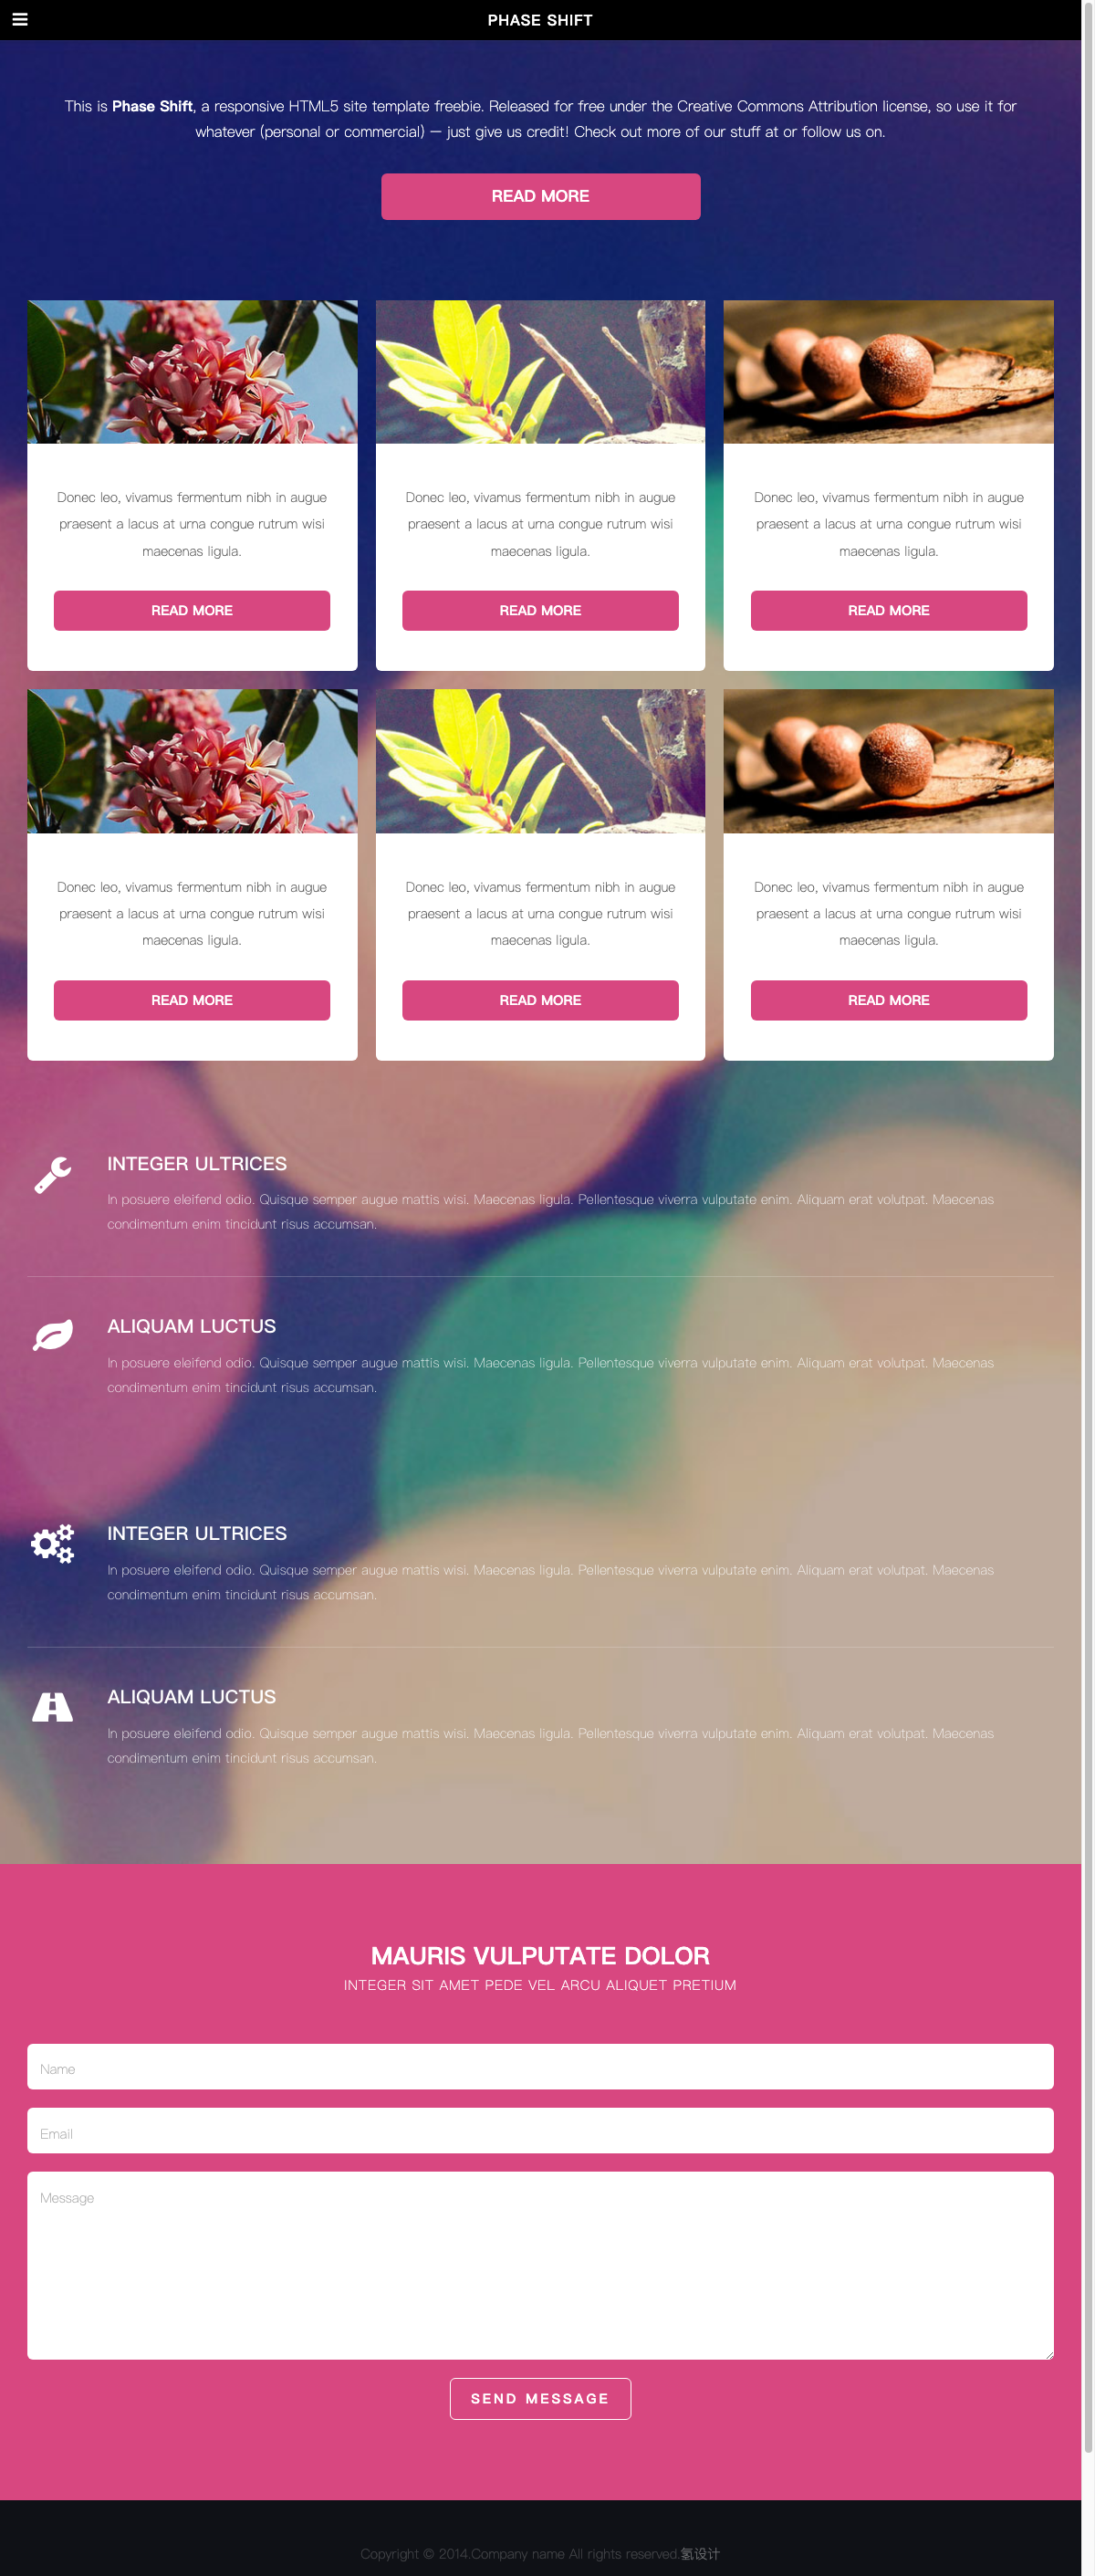 PHASE SHIFT
This is Phase Shift, a responsive HTML5 site template freebie. Released for free under the Creative Commons Attribution license, so use it for
whatever (personal or commercial) — just give us credit! Check out more of our stuff at or follow us on.
READ MORE
Donec leo, vivamus fermentum nibh in augue
praesent a lacus at urna congue rutrum wisi
maecenas ligula.
READ MORE
Donec leo, vivamus fermentum nibh in augue
praesent a lacus at urna congue rutrum wisi
maecenas ligula.
READ MORE
Donec leo, vivamus fermentum nibh in augue
praesent a lacus at urna congue rutrum wisi
maecenas ligula.
READ MORE
Donec leo, vivamus fermentum nibh in augue
praesent a lacus at urna congue rutrum wisi
maecenas ligula.
READ MORE
Donec leo, vivamus fermentum nibh in augue
praesent a lacus at urna congue rutrum wisi
maecenas ligula.
READ MORE
Donec leo, vivamus fermentum nibh in augue
praesent a lacus at urna congue rutrum wisi
maecenas ligula.
READ MORE
INTEGER ULTRICES
In posuere eleifend odio. Quisque semper augue mattis wisi. Maecenas ligula. Pellentesque viverra vulputate enim. Aliquam erat volutpat. Maecenas
condimentum enim tincidunt risus accumsan.
ALIQUAM LUCTUS
In posuere eleifend odio. Quisque semper augue mattis wisi. Maecenas ligula. Pellentesque viverra vulputate enim. Aliquam erat volutpat. Maecenas
condimentum enim tincidunt risus accumsan.
INTEGER ULTRICES
In posuere eleifend odio. Quisque semper augue mattis wisi. Maecenas ligula. Pellentesque viverra vulputate enim. Aliquam erat volutpat. Maecenas
condimentum enim tincidunt risus accumsan.
ALIQUAM LUCTUS
In posuere eleifend odio. Quisque semper augue mattis wisi. Maecenas ligula. Pellentesque viverra vulputate enim. Aliquam erat volutpat. Maecenas
condimentum enim tincidunt risus accumsan.
MAURIS VULPUTATE DOLOR
INTEGER SIT AMET PEDE VEL ARCU ALIQUET PRETIUM
Name
Email
Message
SEND MESSAGE
Copyright © 2014.Company name All rights reserved.氢设计